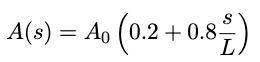 A(s) = A₀ (0.2 + 0.8 s/L)